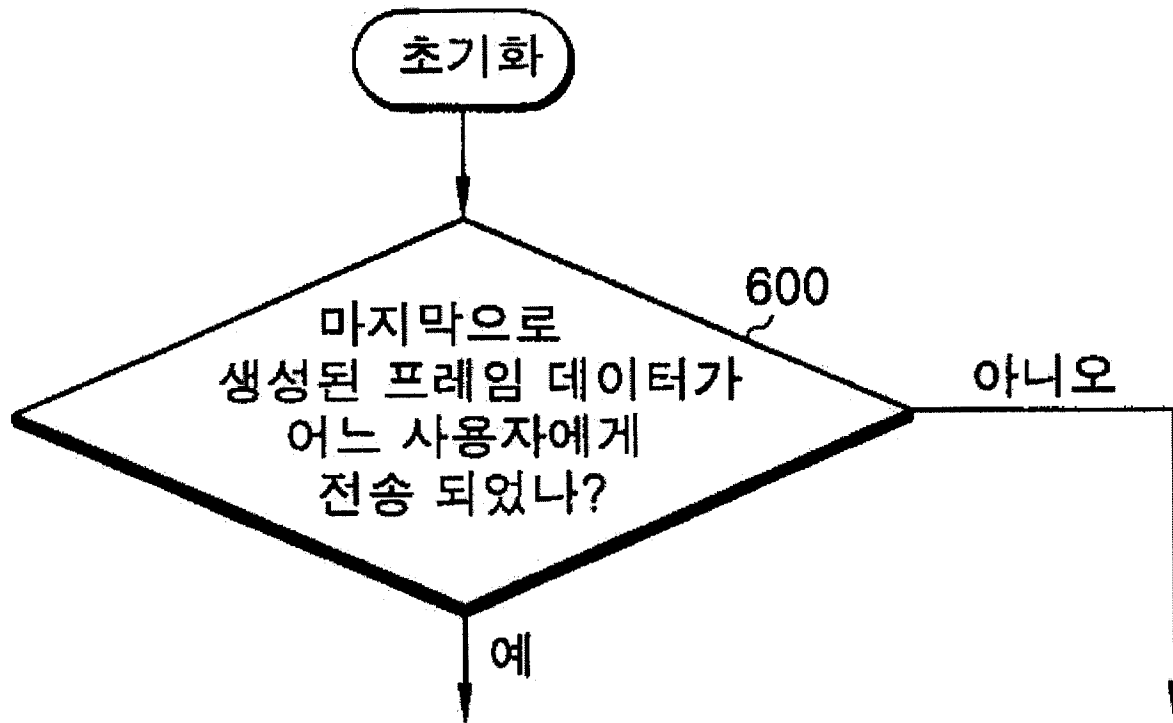 초기화
600
마지막으로
생성된 프레임 데이터가
어느 사용자에게
전송 되었나?
아니오
예